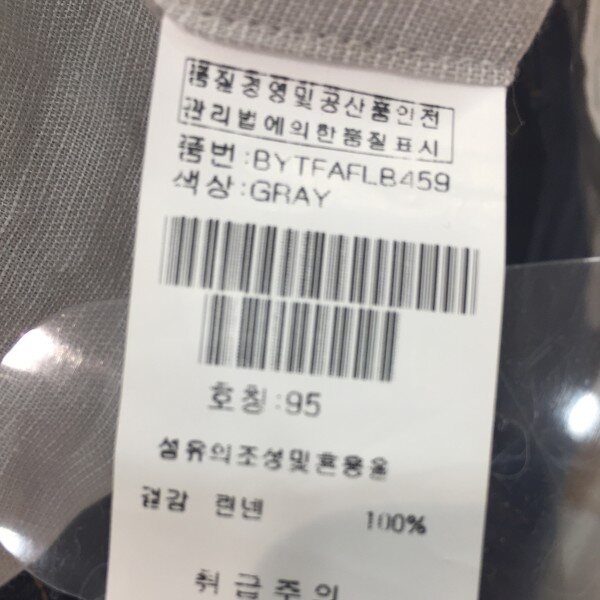 품질경영및공산품안전
관리법에의한품질표시
품번:BYTFAFLB459
색상:GRAY
호칭:95
섬유의조성및혼용율
겉감 린넨 100%
취급주의